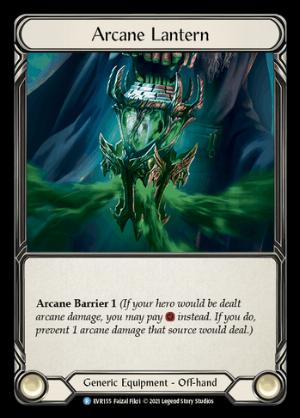 Arcane Lantern
Arcane Barrier 1 (If your hero would be dealt
arcane damage, you may pay instead. If you do,
prevent 1 arcane damage that source would deal.)
Generic Equipment - Off-hand
R EVR155 Faizal Fikri © 2021 Legend Story Studios